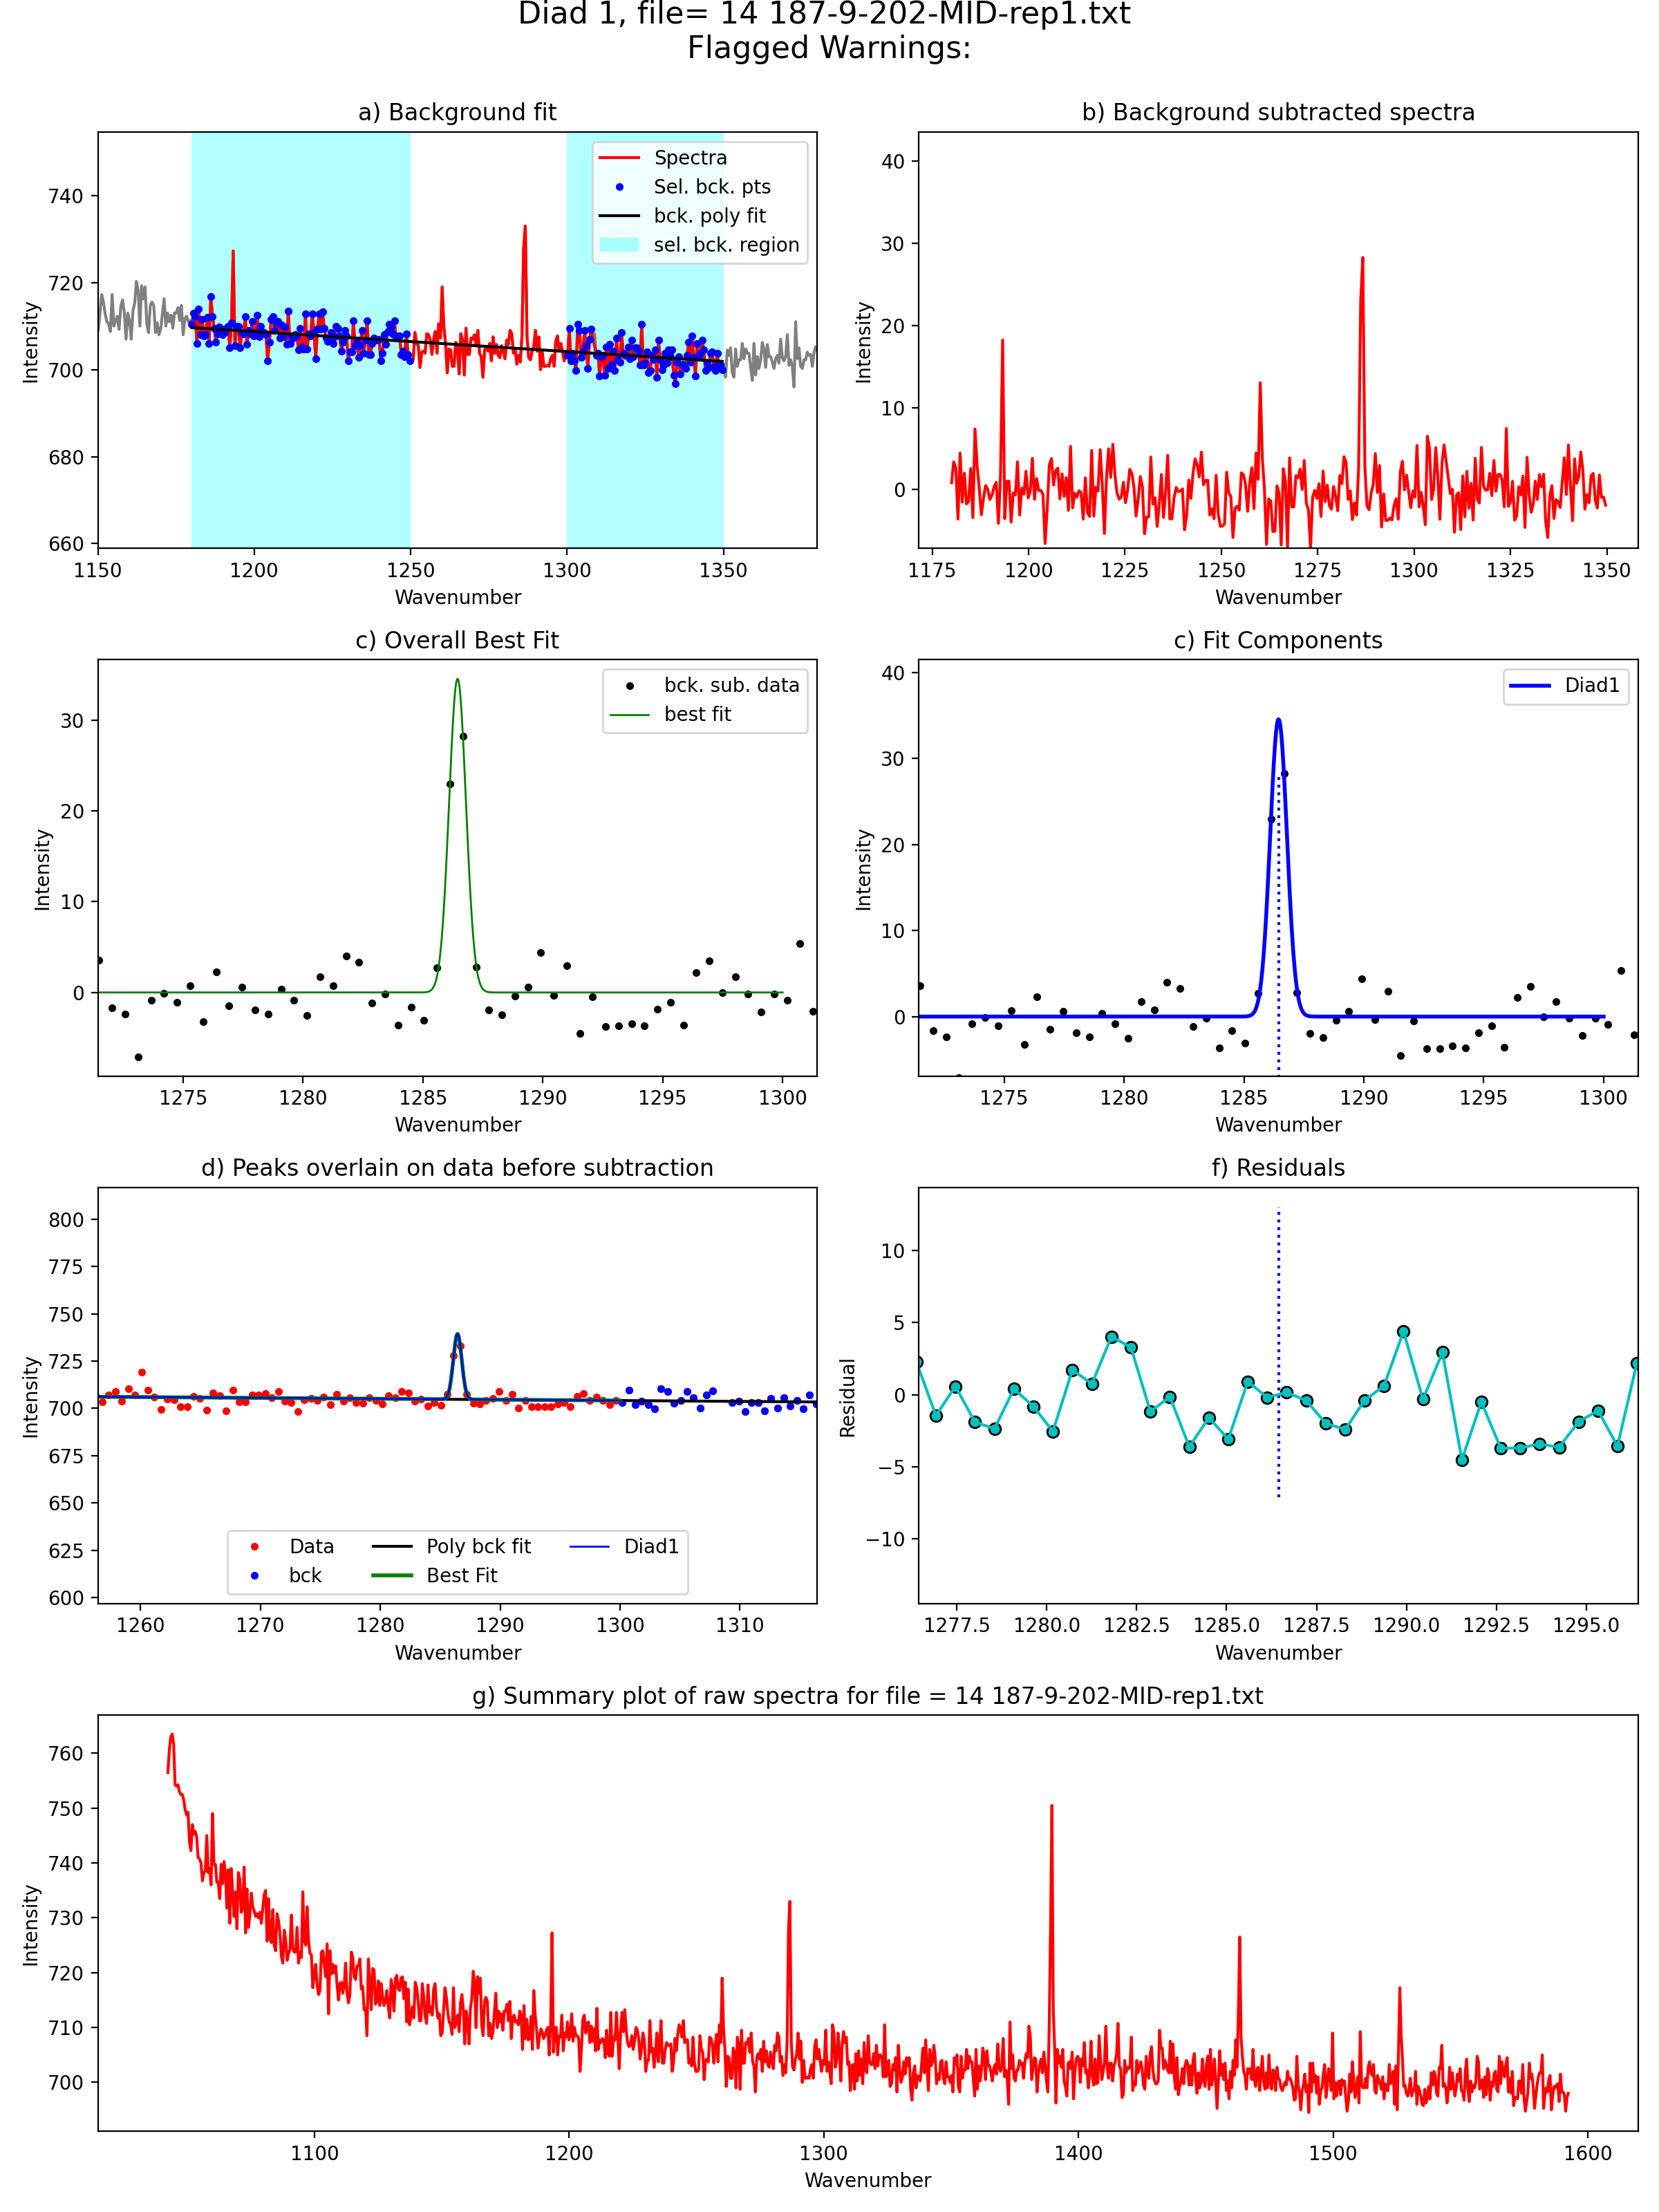 Diad 1, file= 14 187-9-202-MID-rep1.txt
Flagged Warnings:
a) Background fit
Intensity
740
720
700
680
660
Spectra
Sel. bck. pts
bck. poly fit
sel. bck. region
1150 1200 1250 1300 1350
Wavenumber
b) Background subtracted spectra
Intensity
40
30
20
10
0
1175 1200 1225 1250 1275 1300 1325 1350
Wavenumber
c) Overall Best Fit
Intensity
30
20
10
0
bck. sub. data
best fit
1275 1280 1285 1290 1295 1300
Wavenumber
c) Fit Components
Intensity
40
30
20
10
0
Diad1
1275 1280 1285 1290 1295 1300
Wavenumber
d) Peaks overlain on data before subtraction
Intensity
800
775
750
725
700
675
650
625
600
Data
bck
Poly bck fit
Best Fit
Diad1
1260 1270 1280 1290 1300 1310
Wavenumber
f) Residuals
Residual
10
5
0
−5
−10
1277.5 1280.0 1282.5 1285.0 1287.5 1290.0 1292.5 1295.0
Wavenumber
g) Summary plot of raw spectra for file = 14 187-9-202-MID-rep1.txt
Intensity
760
750
740
730
720
710
700
1100 1200 1300 1400 1500 1600
Wavenumber